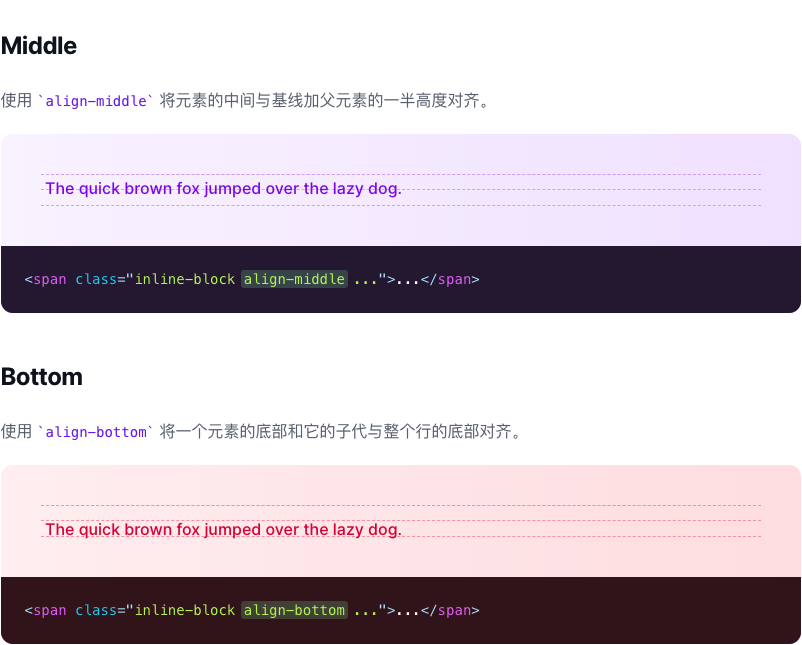 Middle
使用 `align-middle` 将元素的中间与基线加父元素的一半高度对齐。
The quick brown fox jumped over the lazy dog.
<span class="inline-block align-middle ...">...</span>
Bottom
使用 `align-bottom` 将一个元素的底部和它的子代与整个行的底部对齐。
The quick brown fox jumped over the lazy dog.
<span class="inline-block align-bottom ...">...</span>